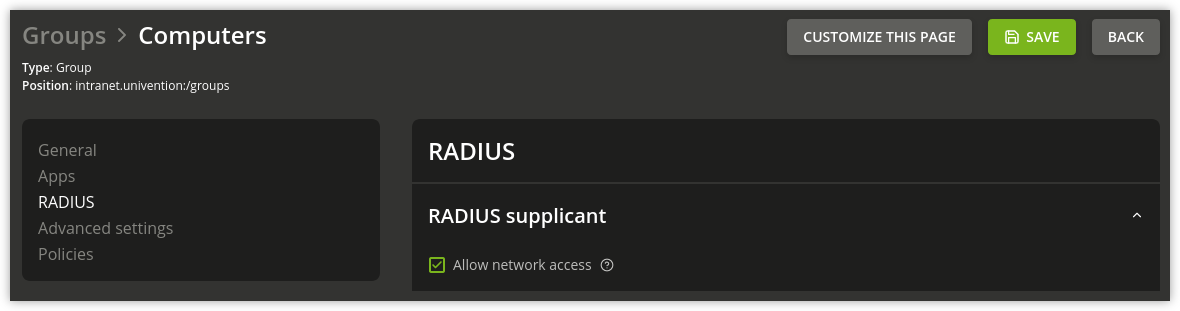 Groups > Computers
CUSTOMIZE THIS PAGE
SAVE
BACK
Type: Group
Position: intranet.univention:/groups
General
Apps
RADIUS
Advanced settings
Policies
RADIUS
RADIUS supplicant
Allow network access